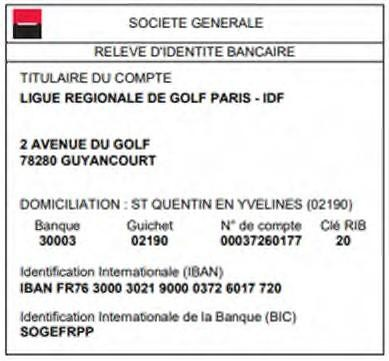 SOCIETE GENERALE
RELEVE D'IDENTITE BANCAIRE
TITULAIRE DU COMPTE
LIGUE REGIONALE DE GOLF PARIS - IDF
2 AVENUE DU GOLF
78280 GUYANCOURT
DOMICILIATION : ST QUENTIN EN YVELINES (02190)
Banque Guichet N° de compte Clé RIB
30003 02190 00037260177 20
Identification Internationale (IBAN)
IBAN FR76 3000 3021 9000 0372 6017 720
Identification Internationale de la Banque (BIC)
SOGEFRPP